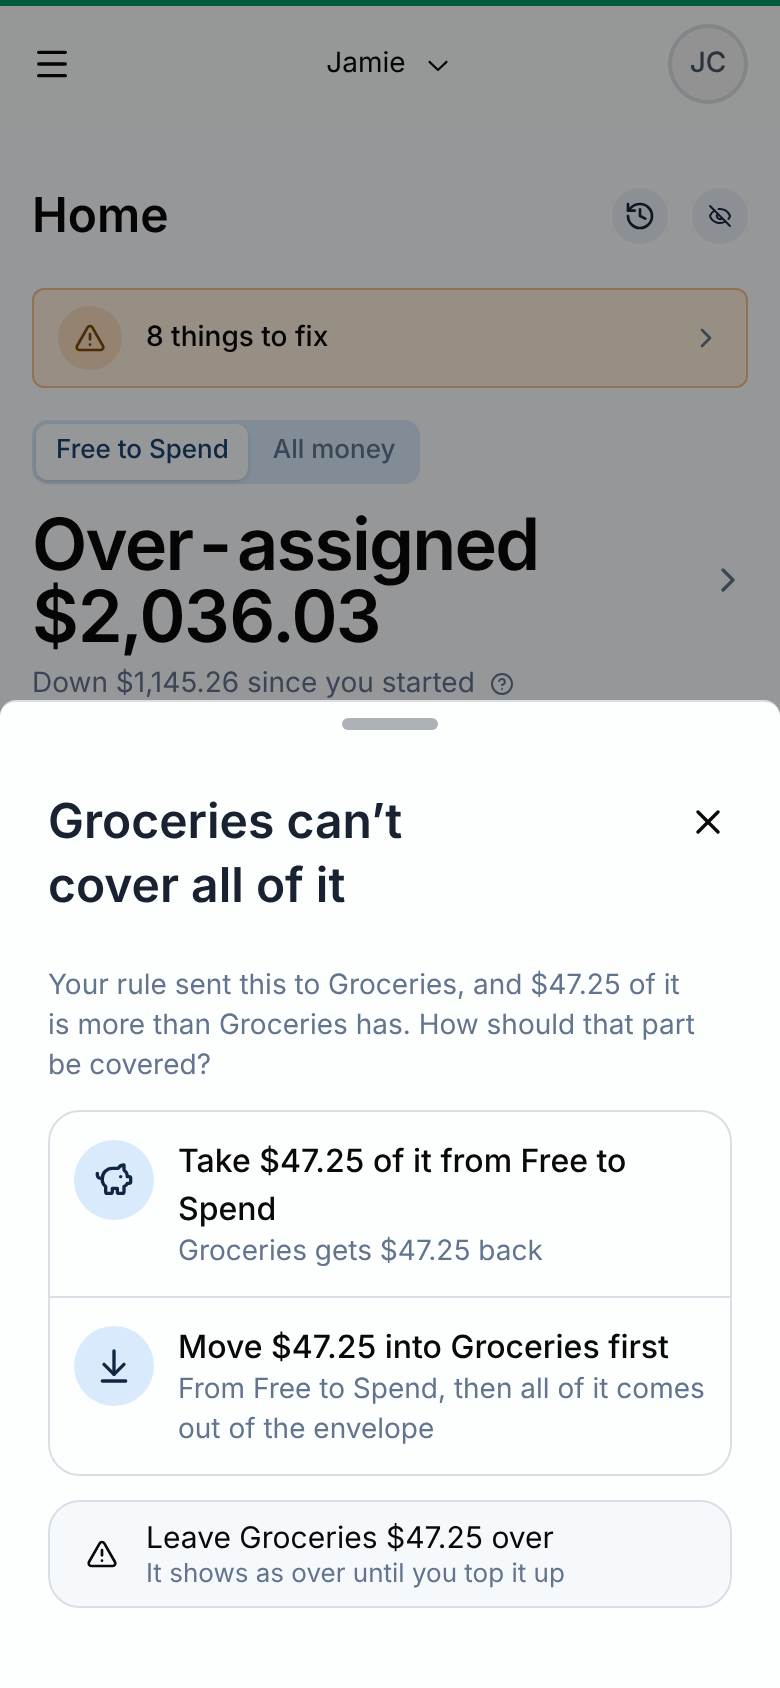 Jamie
JC
Home
8 things to fix
Free to Spend
All money
Over-assigned
$2,036.03
Down $1,145.26 since you started
Groceries can’t
cover all of it
Your rule sent this to Groceries, and $47.25 of it
is more than Groceries has. How should that part
be covered?
Take $47.25 of it from Free to
Spend
Groceries gets $47.25 back
Move $47.25 into Groceries first
From Free to Spend, then all of it comes
out of the envelope
Leave Groceries $47.25 over
It shows as over until you top it up